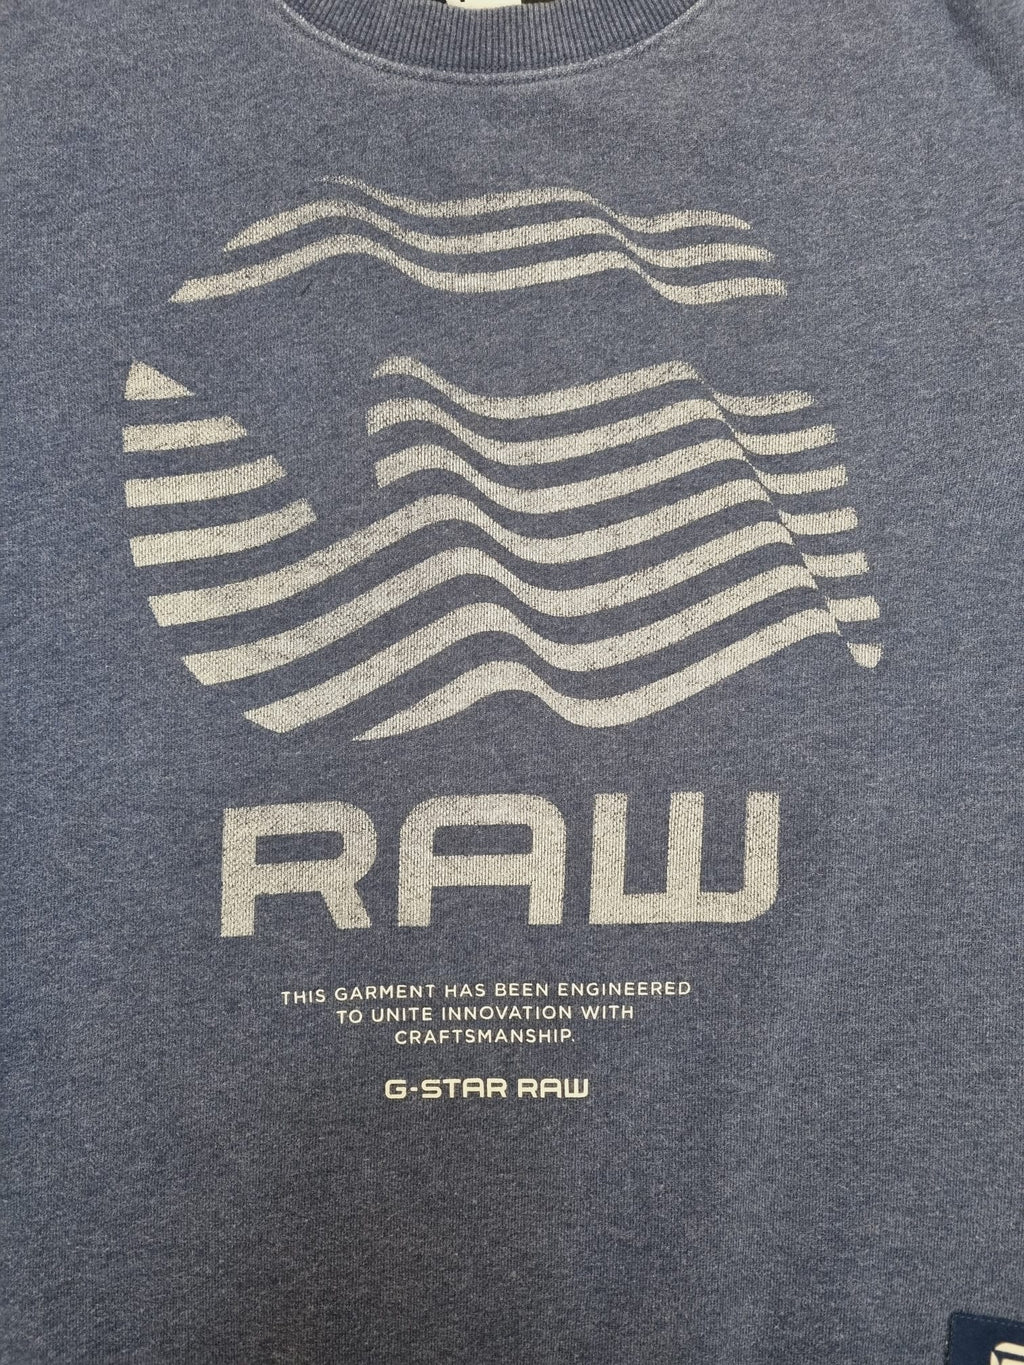 RAW
THIS GARMENT HAS BEEN ENGINEERED
TO UNITE INNOVATION WITH
CRAFTSMANSHIP.
G-STAR RAW